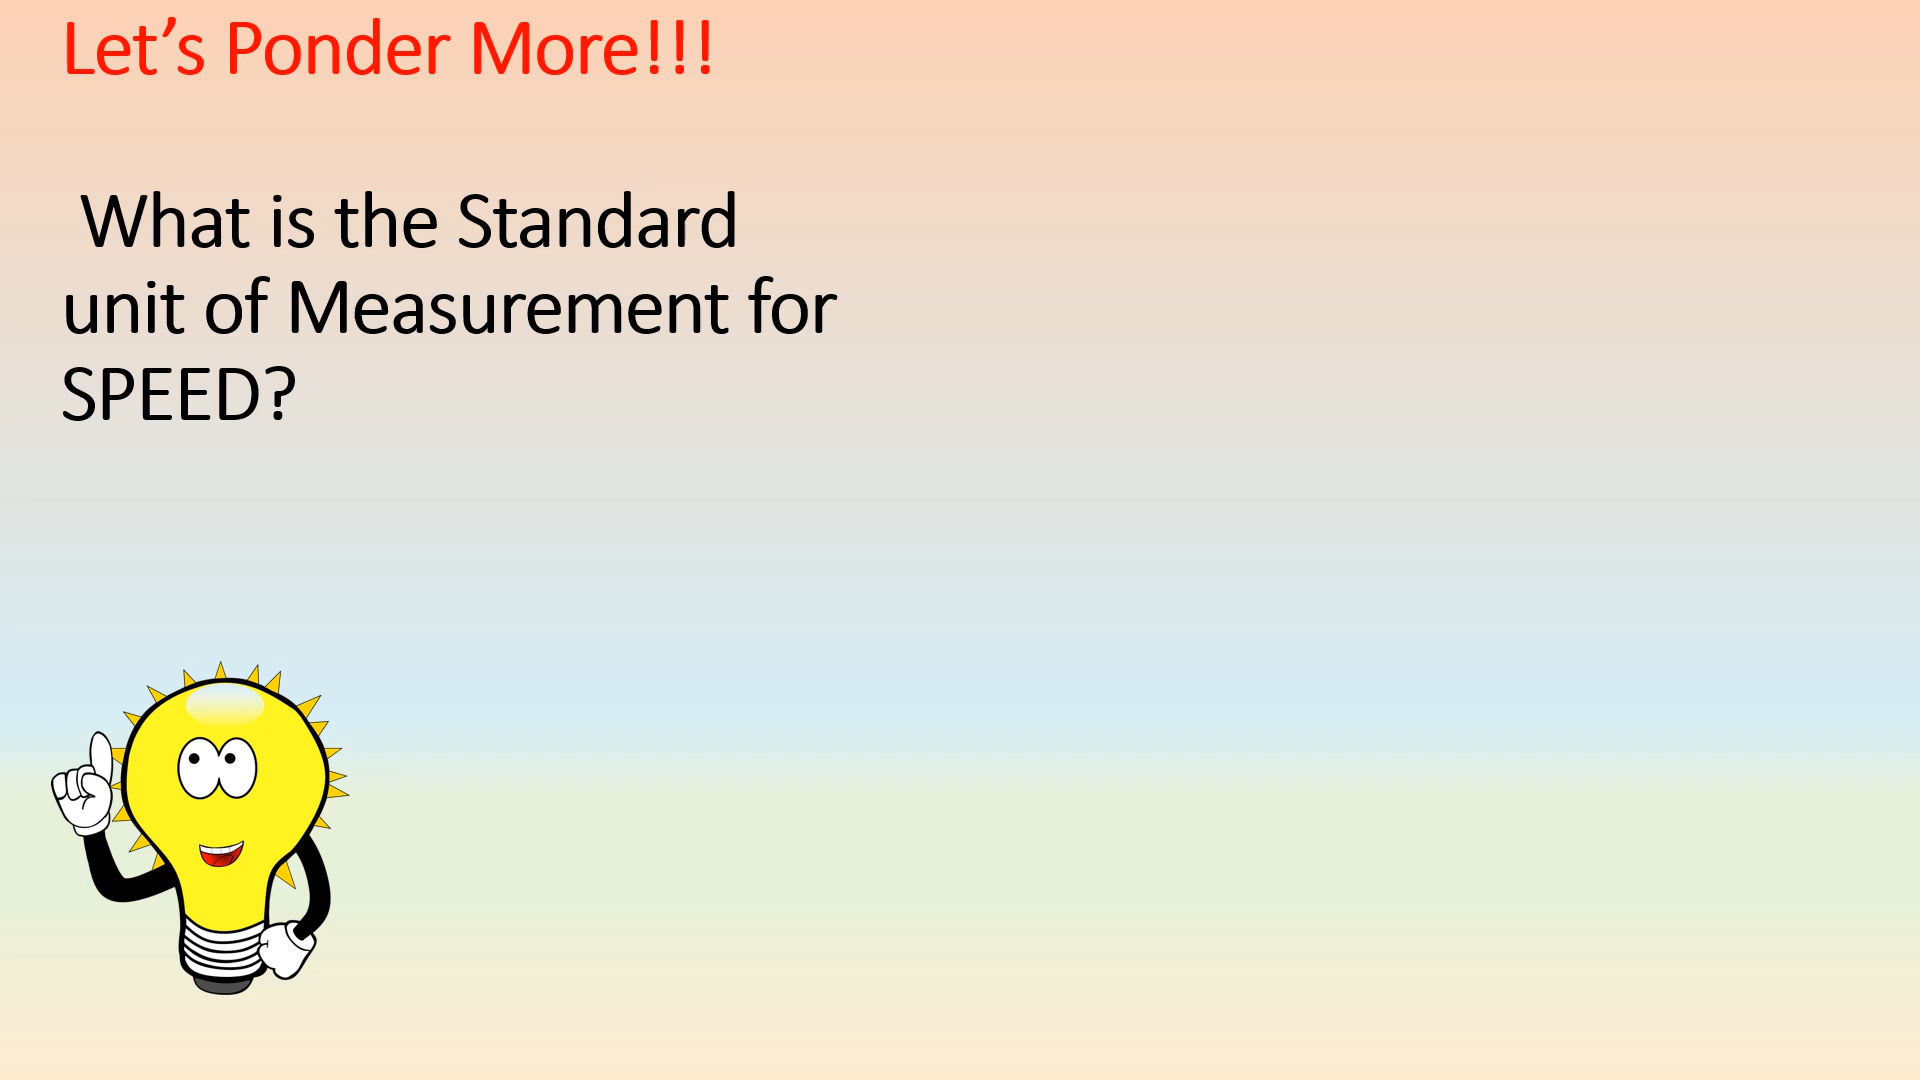 Let’s Ponder More!!!
What is the Standard
unit of Measurement for
SPEED?